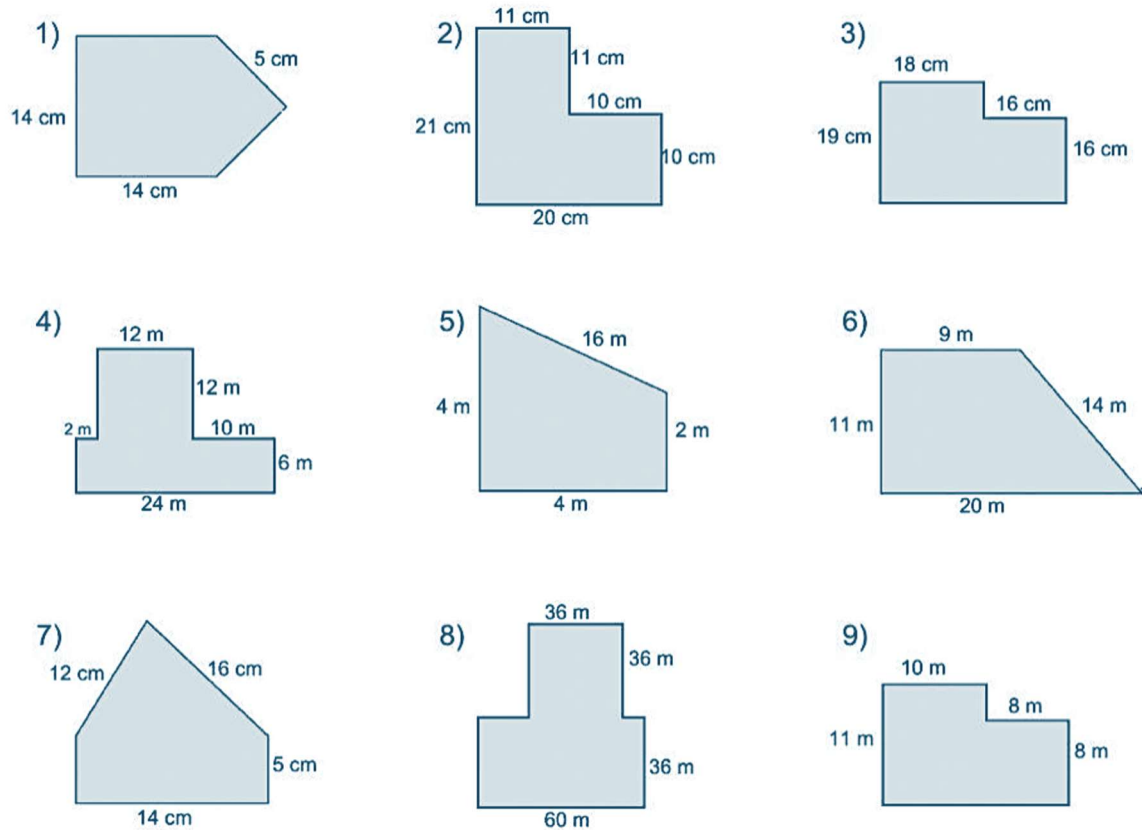 1)
5 cm
14 cm
14 cm
2)
11 cm
11 cm
10 cm
21 cm
10 cm
20 cm
3)
18 cm
16 cm
19 cm
16 cm
4)
12 m
12 m
2 m
10 m
6 m
24 m
5)
16 m
4 m
2 m
4 m
6)
9 m
14 m
11 m
20 m
7)
12 cm
16 cm
5 cm
14 cm
8)
36 m
36 m
36 m
60 m
9)
10 m
8 m
11 m
8 m